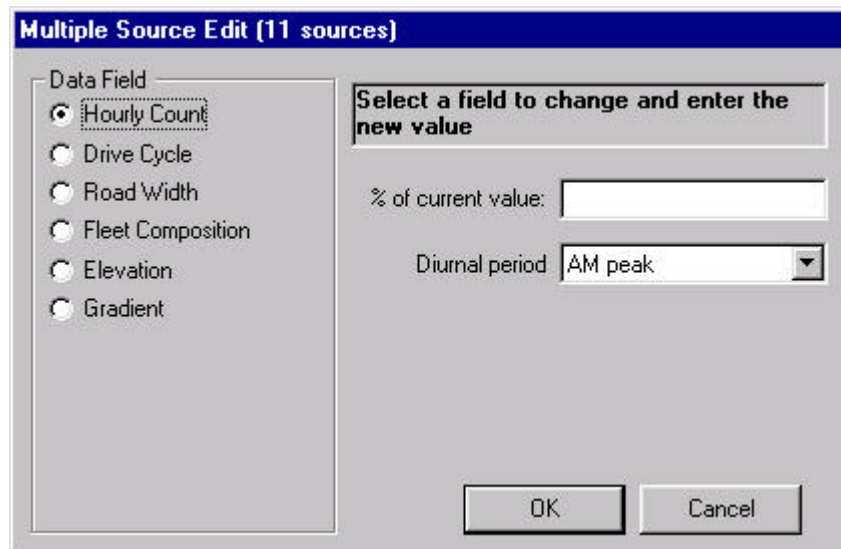 Multiple Source Edit (11 sources)
Data Field
Hourly Count
Drive Cycle
Road Width
Fleet Composition
Elevation
Gradient
Select a field to change and enter the
new value
% of current value:
Diurnal period AM peak
OK Cancel